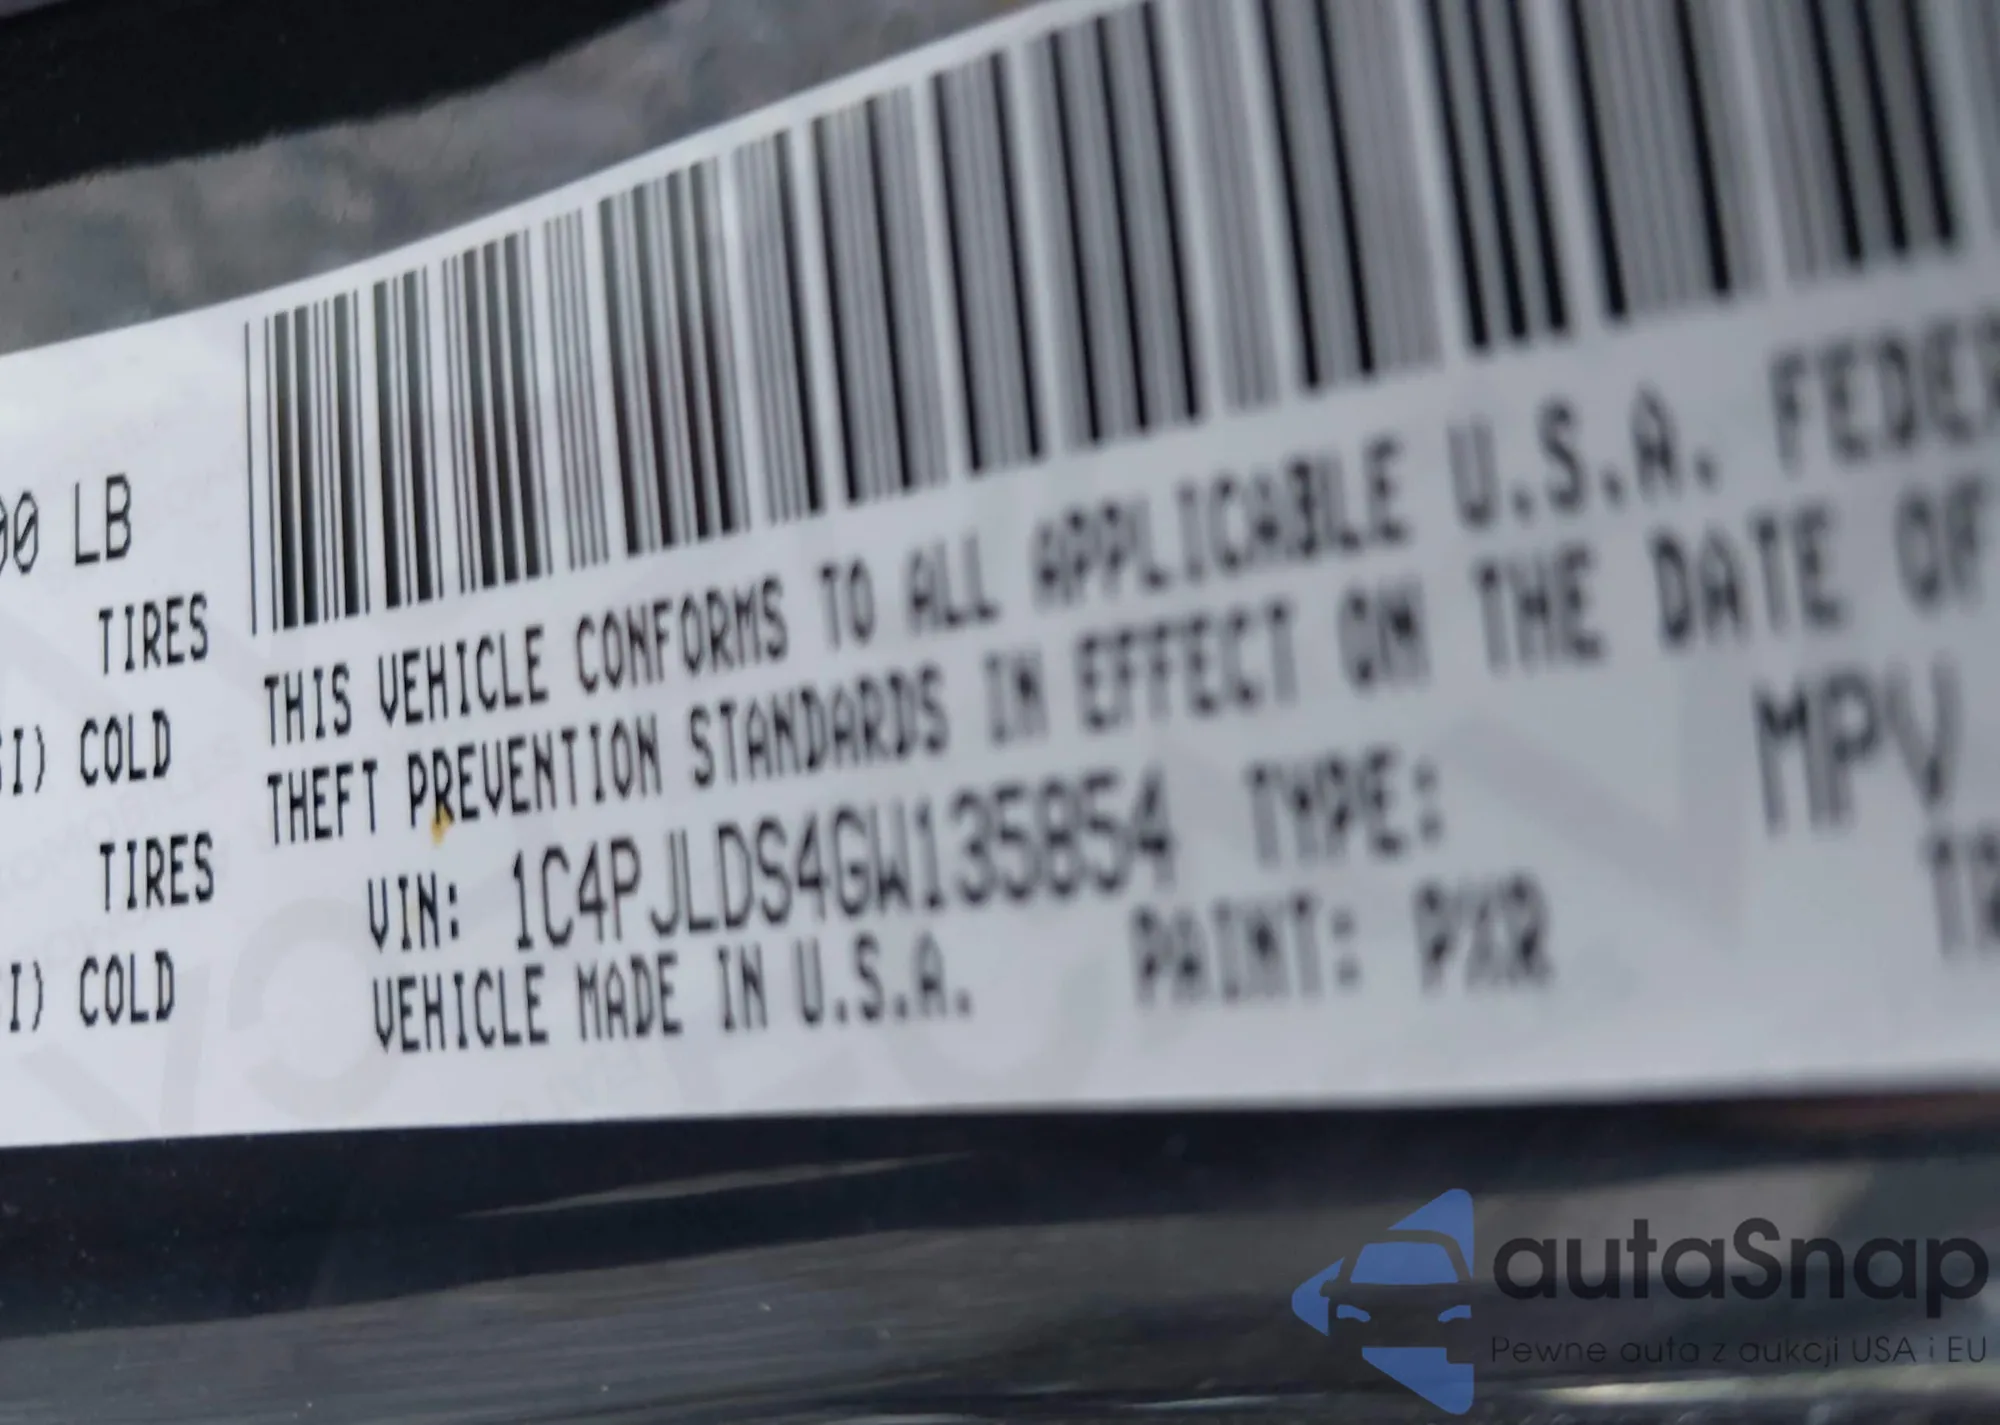 00 LB
TIRES
I) COLD
TIRES
I) COLD
THIS VEHICLE CONFORMS TO ALL APPLICABLE U.S.A. FEDER
THEFT PREVENTION STANDARDS IN EFFECT ON THE DATE OF
VIN: 1C4PJLDS4GW135854 TYPE: MPV
VEHICLE MADE IN U.S.A. PAINT: PXR
autaSnap
Pewne auta z aukcji USA i EU